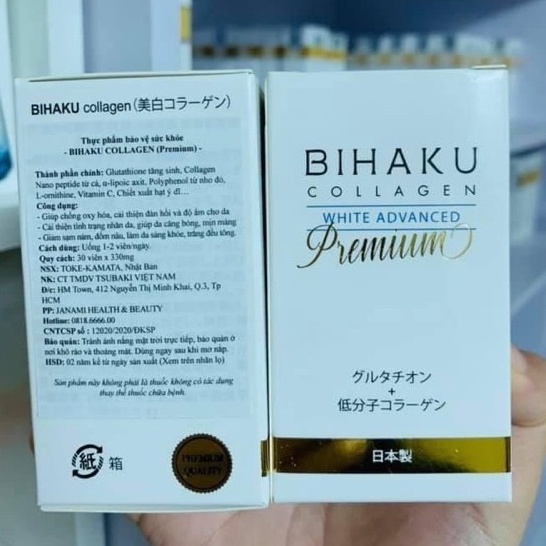 BIHAKU collagen (美白コラーゲン)
Thực phẩm bảo vệ sức khỏe
- BIHAKU COLLAGEN (Premium) -
Thành phần chính: Glutathione tăng sinh, Collagen
Nano peptide từ cá, α-lipoic axit, Polyphenol từ nho đỏ,
L-ornithine, Vitamin C, Chiết xuất hạt ý dĩ...
Công dụng:
- Giúp chống oxy hóa, cải thiện đàn hồi và độ ẩm cho da
- Cải thiện tình trạng nhăn da, giúp da căng bóng, mịn màng
- Giảm sạm nám, đốm nâu, làm da sáng khỏe, trắng đều tông.
Cách dùng: Uống 1-2 viên/ngày.
Quy cách: 30 viên x 330mg
NSX: TOKE-KAMATA, Nhật Bản
NK: CT TMDV TSUBAKI VIỆT NAM
Đ/c: HM Town, 412 Nguyễn Thị Minh Khai, Q.3, Tp
HCM
PP: JANAMI HEALTH & BEAUTY
Hotline: 0818.6666.00
CNTCSP số : 12020/2020/ĐKSP
Bảo quản: Tránh ánh nắng mặt trời trực tiếp, bảo quản ở
nơi khô ráo và thoáng mát. Dùng ngay sau khi mở nắp.
HSD: 02 năm kể từ ngày sản xuất (Xem trên nhãn lọ)
Sản phẩm này không phải là thuốc không có tác dụng
thay thế thuốc chữa bệnh.
紙 箱
PREMIUM
QUALITY
BIHAKU
COLLAGEN
WHITE ADVANCED
Premium
グルタチオン
+
低分子コラーゲン
日本製